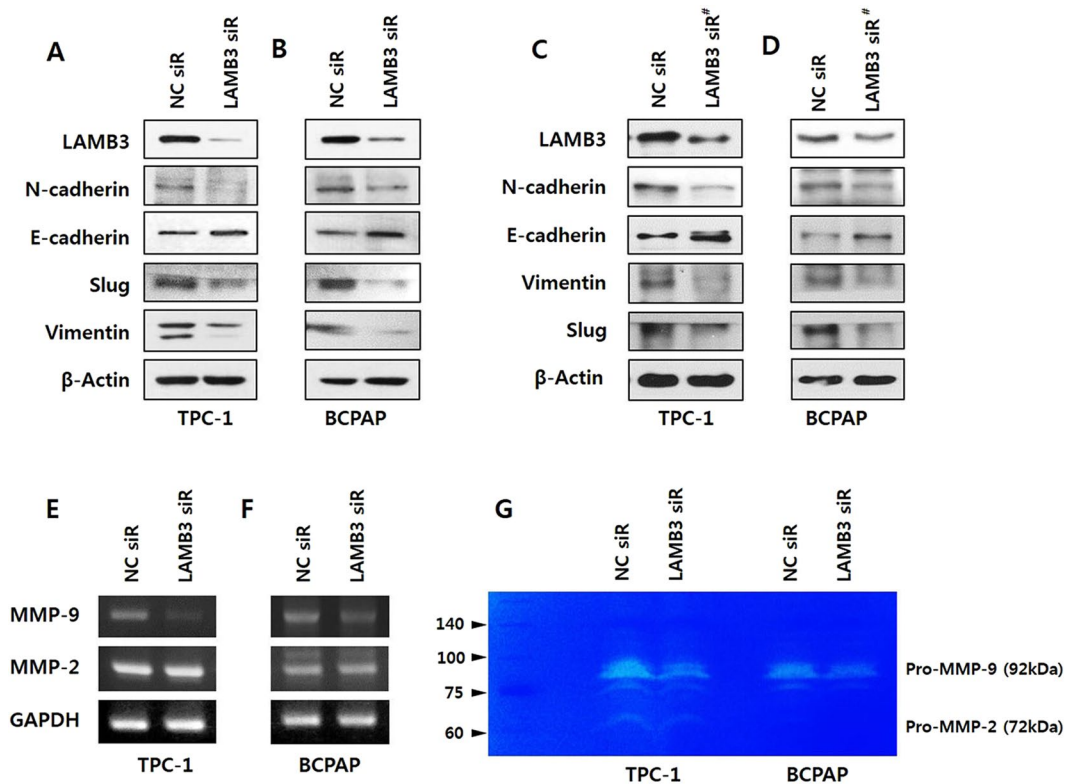 A
B
NC siR
LAMB3 siR
NC siR
LAMB3 siR
LAMB3
N-cadherin
E-cadherin
Slug
Vimentin
β-Actin
TPC-1
BCPAP
C
D
NC siR
LAMB3 siR#
NC siR
LAMB3 siR#
LAMB3
N-cadherin
E-cadherin
Vimentin
Slug
β-Actin
TPC-1
BCPAP
E
F
NC siR
LAMB3 siR
NC siR
LAMB3 siR
MMP-9
MMP-2
GAPDH
TPC-1
BCPAP
G
NC siR
LAMB3 siR
NC siR
LAMB3 siR
140
100
75
60
Pro-MMP-9 (92kDa)
Pro-MMP-2 (72kDa)
TPC-1
BCPAP